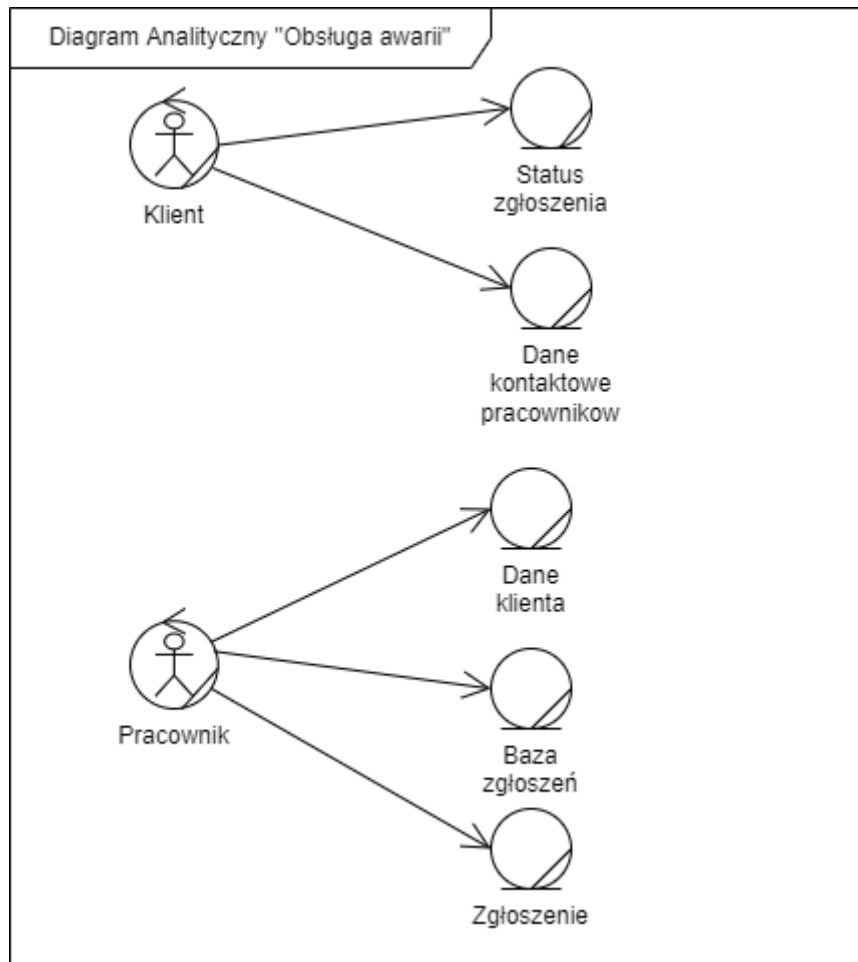 Diagram Analityczny "Obsługa awarii"
Klient
Status
zgłoszenia
Dane
kontaktowe
pracownikow
Dane
klienta
Pracownik
Baza
zgłoszeń
Zgłoszenie